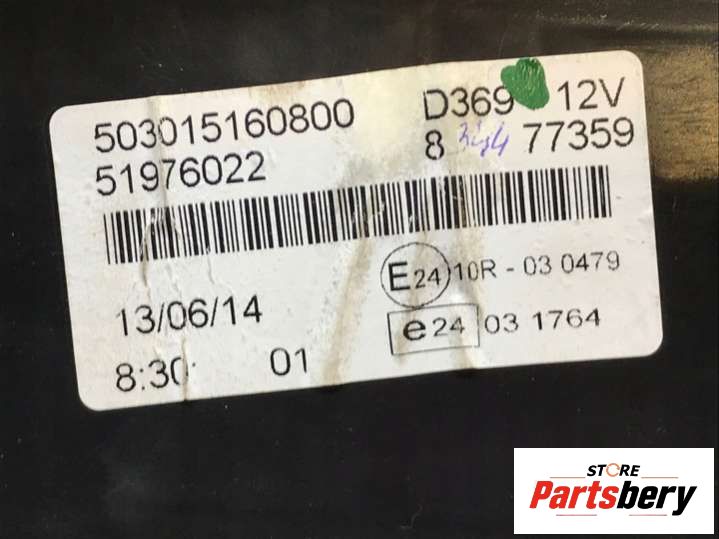 503015160800 D369 12V
51976022 8 77359
E24 10R - 03 0479
13/06/14 e24 03 1764
8:30 01
STORE
Partsbery